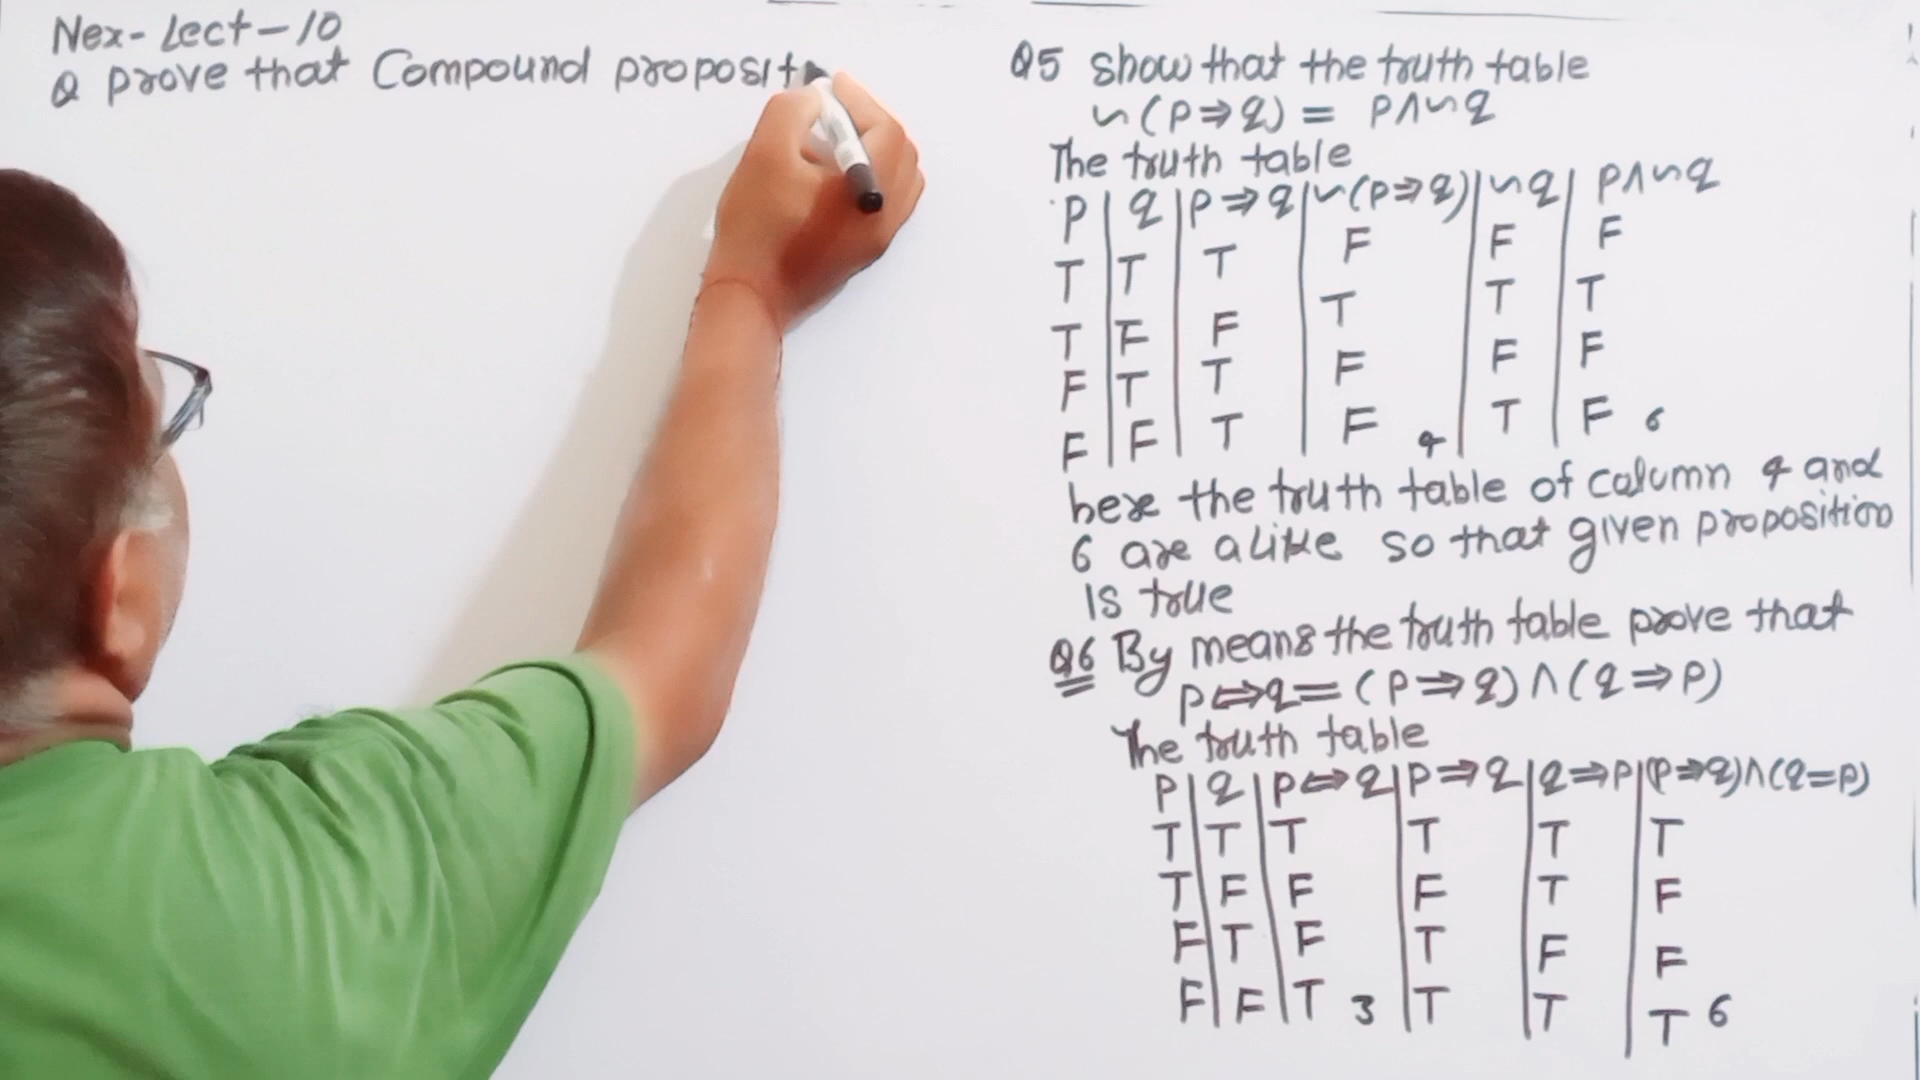 Nex- Lect-10
Q prove that Compound proposit
Q5 show that the truth table
~(p⇒q) = p∧~q
The truth table
p | q | p⇒q | ~(p⇒q) | ~q | p∧~q
T | T | T | F | F | F
T | F | F | T | T | T
F | T | T | F | F | F
F | F | T | F 4 | T | F 6
here the truth table of column 4 and
6 are alike so that given proposition
is true
Q6 By means the truth table prove that
p⇔q=(p⇒q)∧(q⇒p)
The truth table
p | q | p⇔q | p⇒q | q⇒p | (p⇒q)∧(q=p)
T | T | T | T | T | T
T | F | F | F | T | F
F | T | F | T | F | F
F | F | T 3 | T | T | T 6